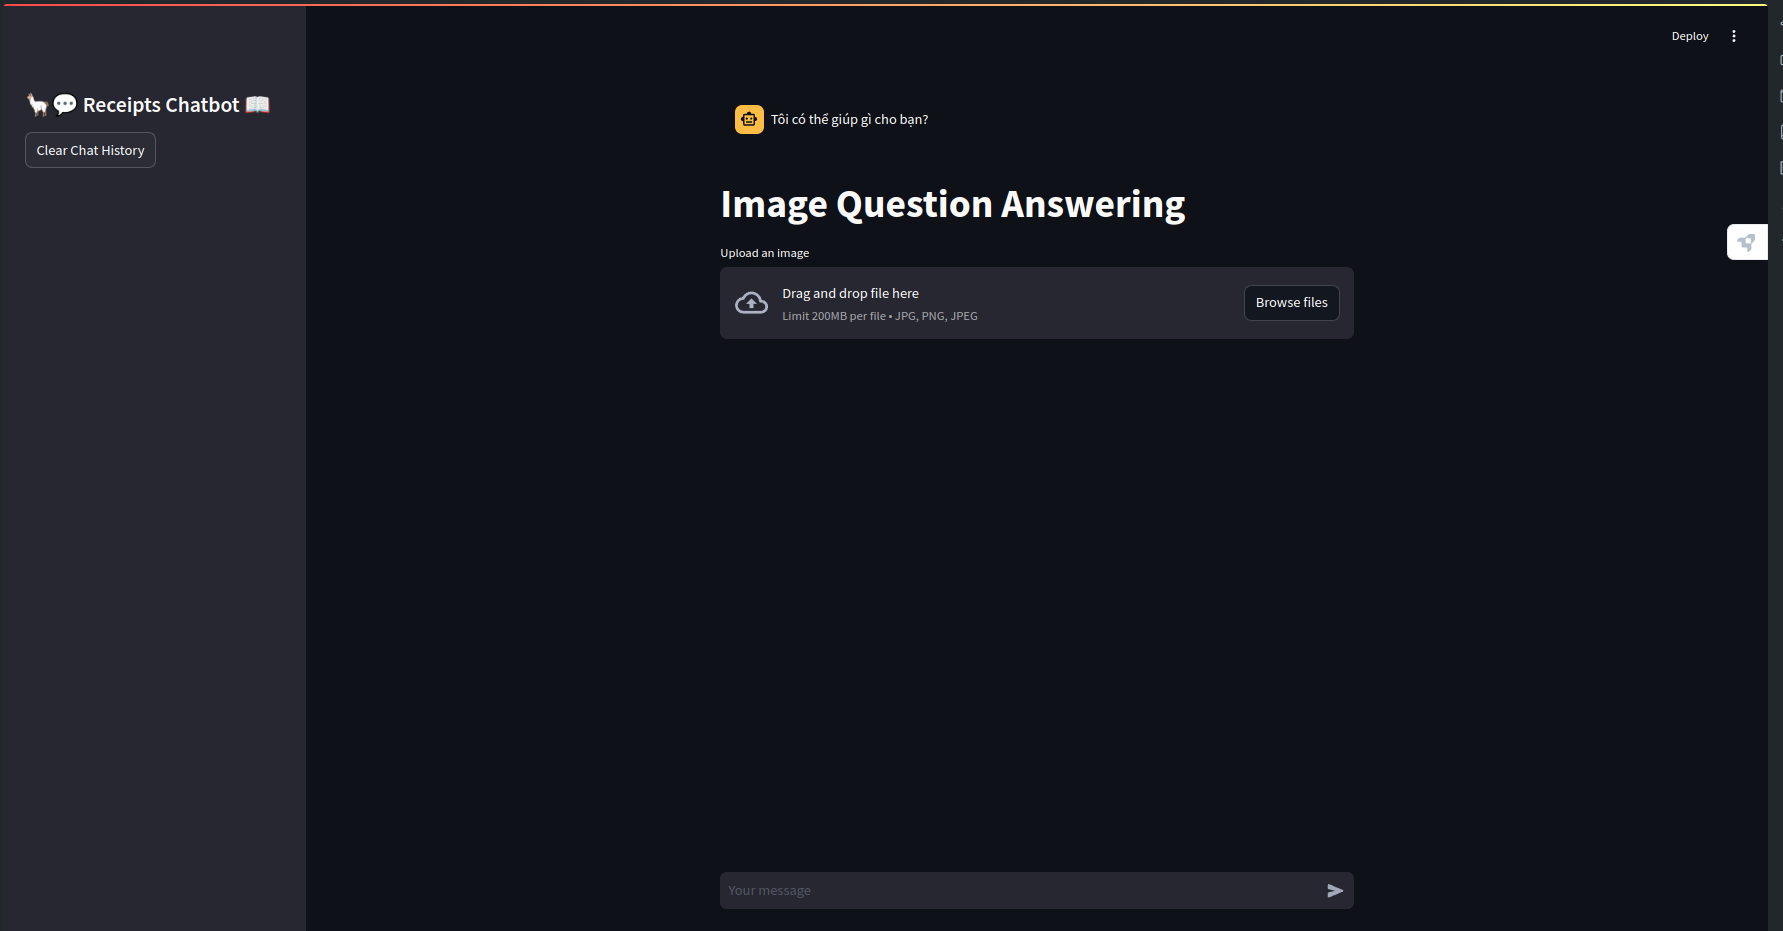 Deploy
🦙💬 Receipts Chatbot 📖
Clear Chat History
Tôi có thể giúp gì cho bạn?
Image Question Answering
Upload an image
Drag and drop file here
Limit 200MB per file • JPG, PNG, JPEG
Browse files
Your message